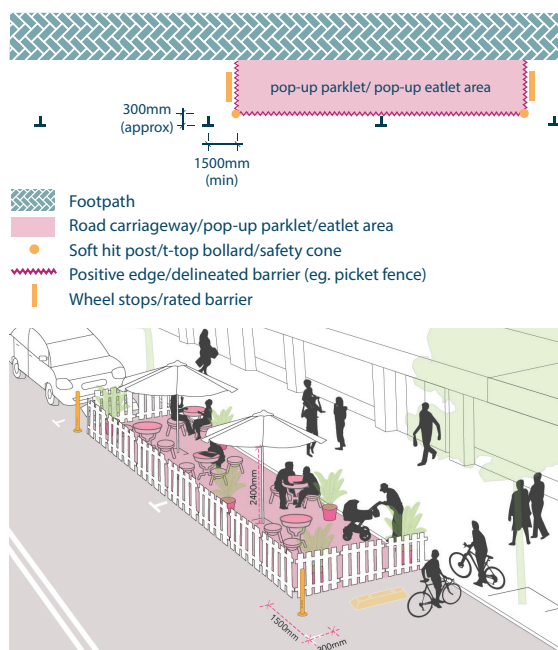 pop-up parklet/ pop-up eatlet area
300mm
(approx)
1500mm
(min)
Footpath
Road carriageway/pop-up parklet/eatlet area
Soft hit post/t-top bollard/safety cone
Positive edge/delineated barrier (eg. picket fence)
Wheel stops/rated barrier
2400mm
1500mm